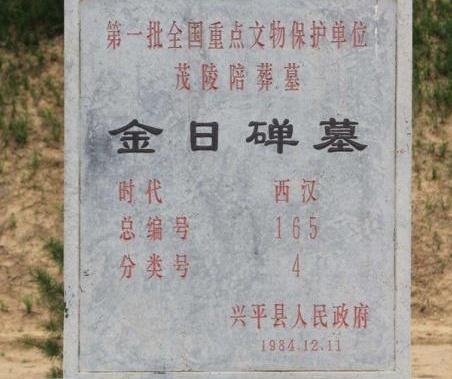 第一批全国重点文物保护单位
茂陵陪葬墓
金日磾墓
时代 西汉
总编号 165
分类号 4
兴平县人民政府
1984.12.11